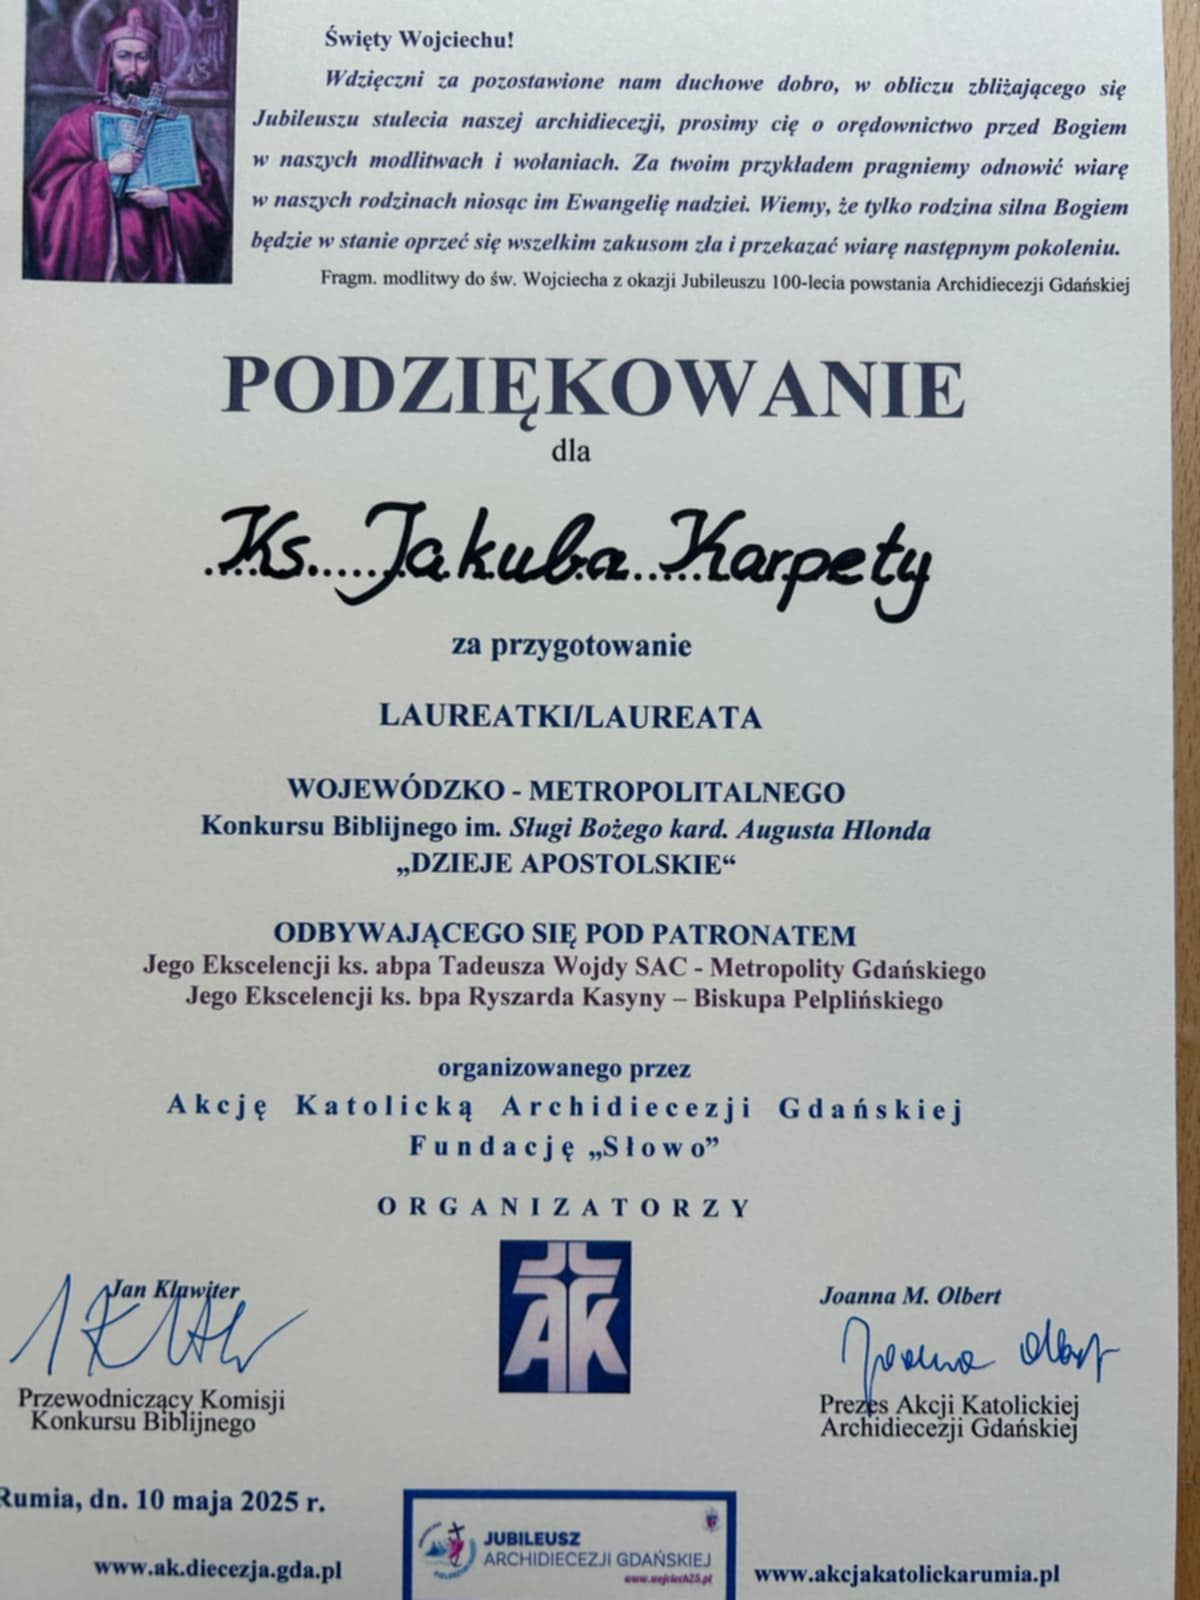 Święty Wojciechu!
Wdzięczni za pozostawione nam duchowe dobro, w obliczu zbliżającego się
Jubileuszu stulecia naszej archidiecezji, prosimy cię o orędownictwo przed Bogiem
w naszych modlitwach i wołaniach. Za twoim przykładem pragniemy odnowić wiarę
w naszych rodzinach niosąc im Ewangelię nadziei. Wiemy, że tylko rodzina silna Bogiem
będzie w stanie oprzeć się wszelkim zakusom zła i przekazać wiarę następnym pokoleniu.
Fragm. modlitwy do św. Wojciecha z okazji Jubileuszu 100-lecia powstania Archidiecezji Gdańskiej
PODZIĘKOWANIE
dla
Ks. Jakuba Karpety
za przygotowanie
LAUREATKI/LAUREATA
WOJEWÓDZKO - METROPOLITALNEGO
Konkursu Biblijnego im. Sługi Bożego kard. Augusta Hlonda
„DZIEJE APOSTOLSKIE“
ODBYWAJĄCEGO SIĘ POD PATRONATEM
Jego Ekscelencji ks. abpa Tadeusza Wojdy SAC - Metropolity Gdańskiego
Jego Ekscelencji ks. bpa Ryszarda Kasyny – Biskupa Pelplińskiego
organizowanego przez
Akcję Katolicką Archidiecezji Gdańskiej
Fundację „Słowo”
ORGANIZATORZY
AK
Jan Klawiter
Przewodniczący Komisji
Konkursu Biblijnego
Joanna M. Olbert
Joanna Olbert
Prezes Akcji Katolickiej
Archidiecezji Gdańskiej
Rumia, dn. 10 maja 2025 r.
www.ak.diecezja.gda.pl
JUBILEUSZ
ARCHIDIECEZJI GDAŃSKIEJ
www.wojciech25.pl
www.akcjakatolickarumia.pl